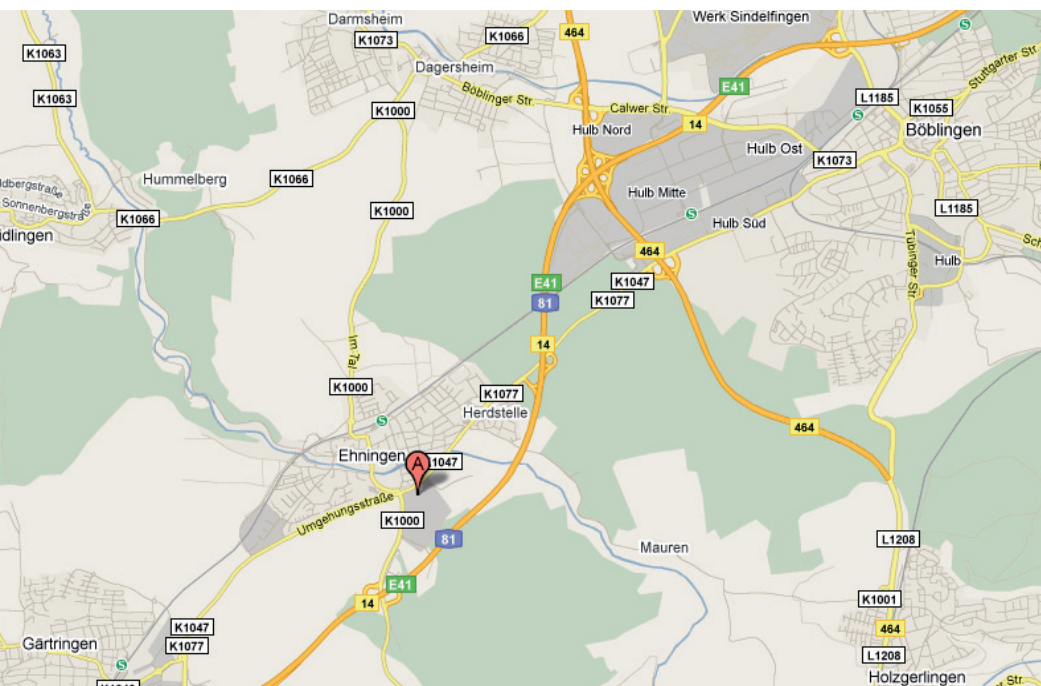 Darmsheim
Werk Sindelfingen
S
K1073
K1066
464
K1063
Dagersheim
Stuttgarter Str.
Böblinger Str.
E41
K1063
L1185
K1055
K1000
Calwer Str.
S
14
Hulb Nord
Böblingen
Hulb Ost
K1073
Hummelberg
K1066
Hulb Mitte
Sonnenbergstraße
K1066
K1000
S
L1185
Hulb Süd
464
Tübinger Str.
Hulb
E41
K1047
81
K1077
Im Tal
14
K1000
K1077
Herdstelle
S
464
Ehningen
A
K1047
Umgehungsstraße
K1000
81
L1208
Mauren
E41
14
K1001
K1047
464
Gärtringen
K1077
L1208
S
Holzgerlingen
Str.